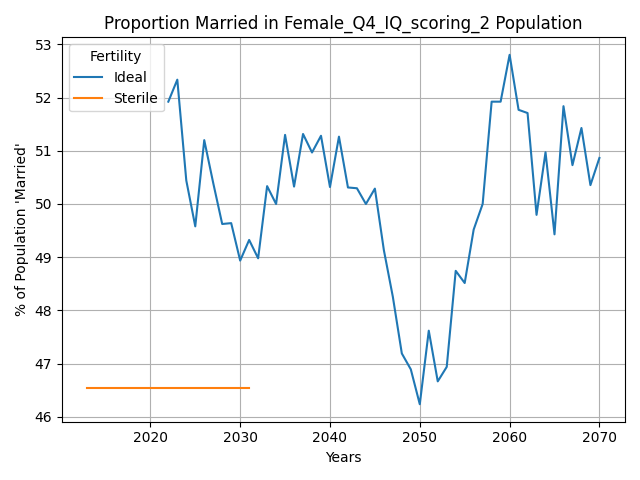 Proportion Married in Female_Q4_IQ_scoring_2 Population
Fertility
Ideal
Sterile
53
52
51
50
49
48
47
46
% of Population 'Married'
2020 2030 2040 2050 2060 2070
Years